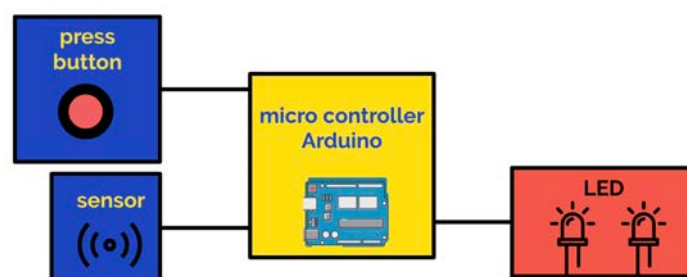 press
button
micro controller
Arduino
sensor
LED